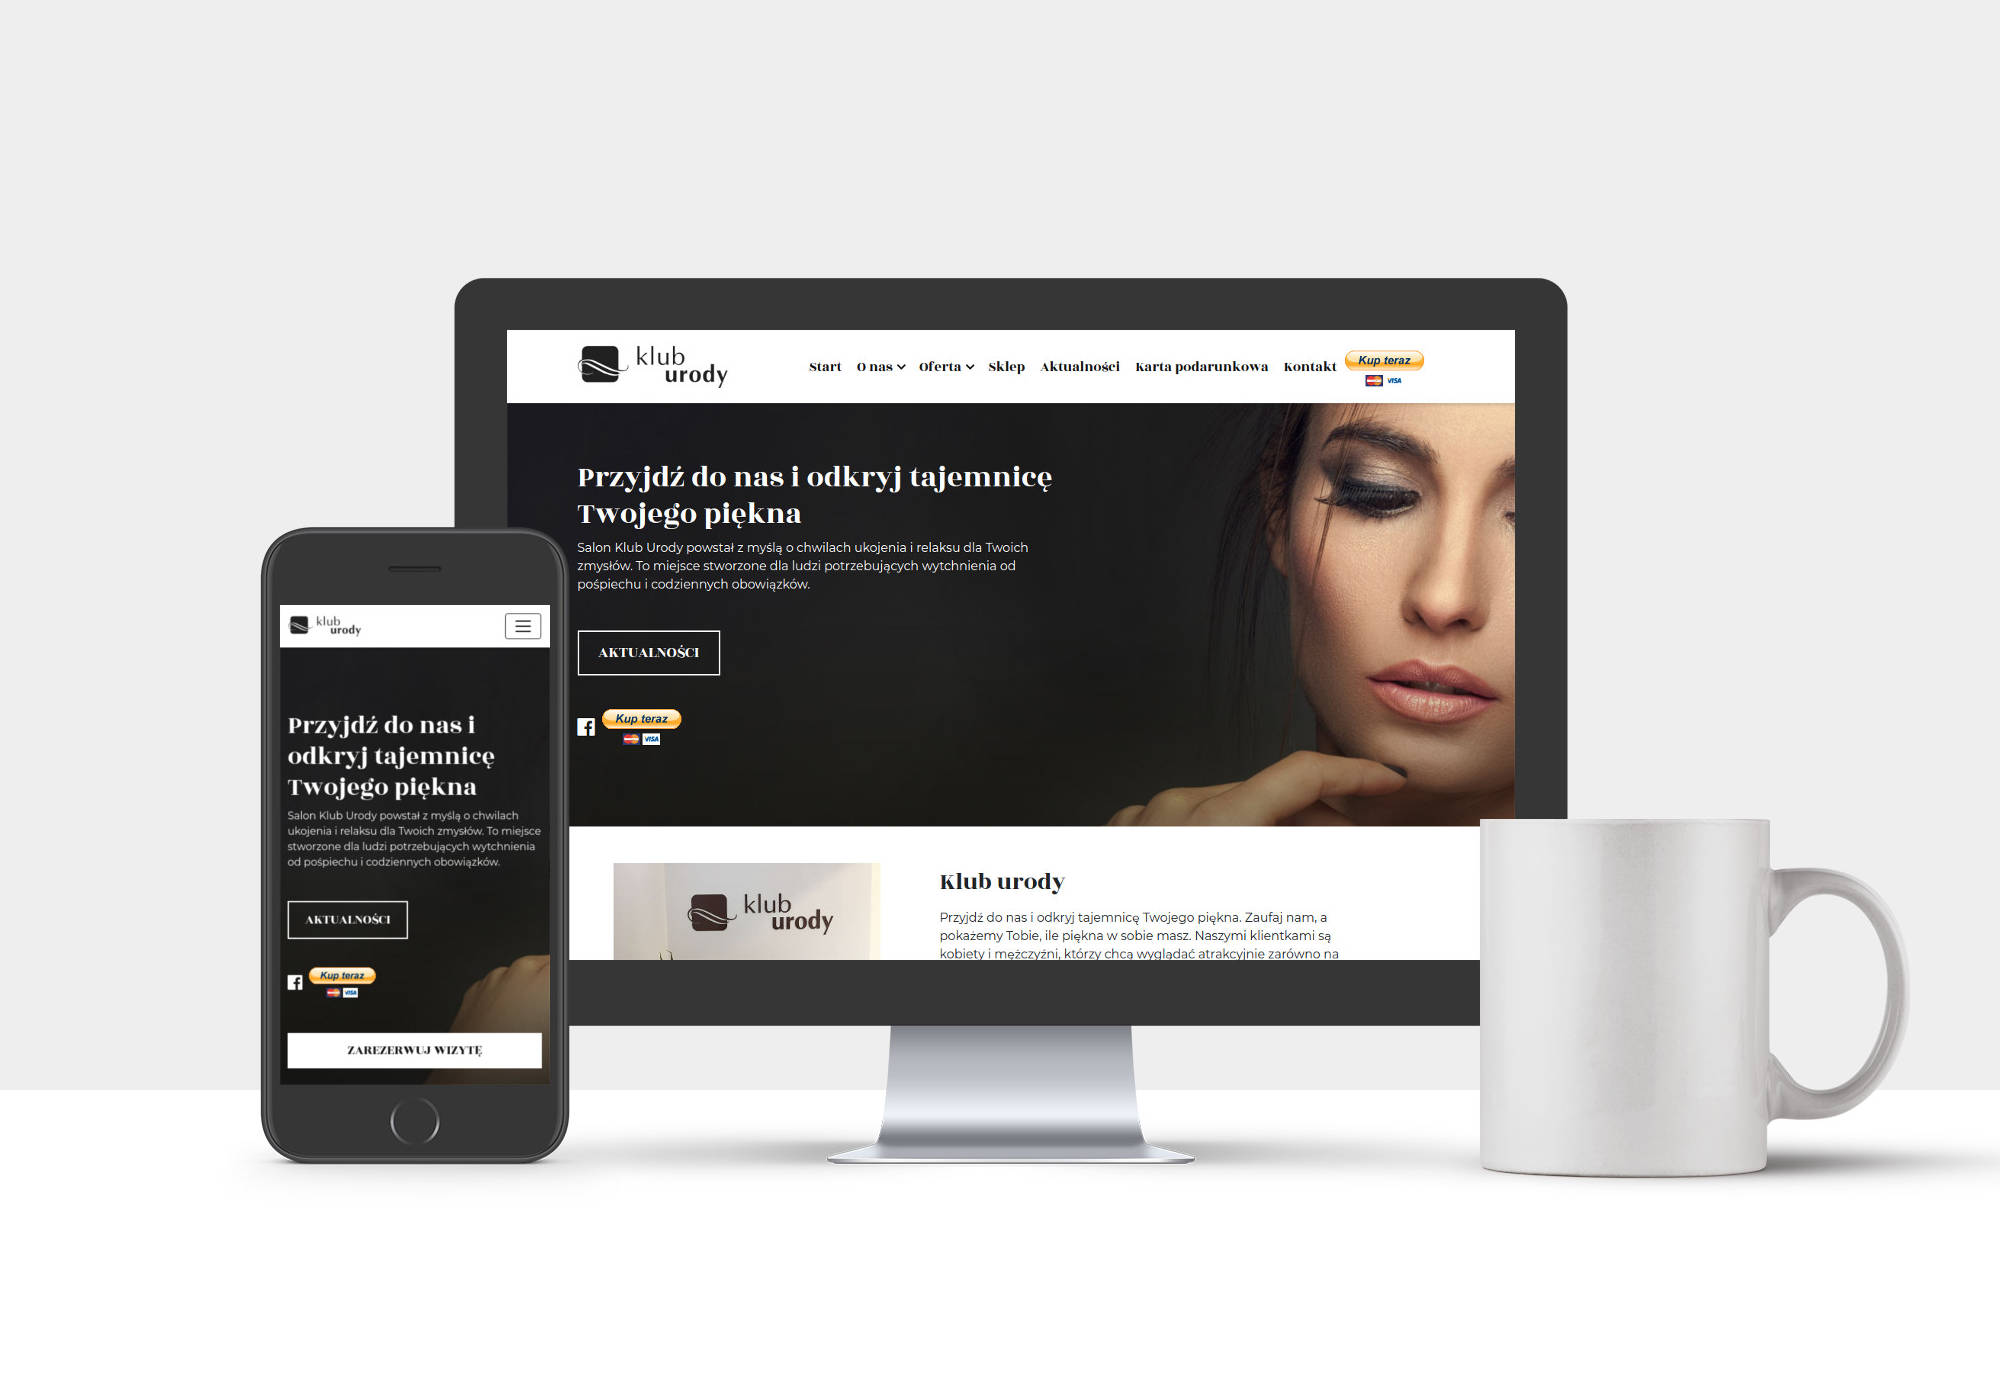 klub
urody
Start O nas Oferta Sklep Aktualności Karta podarunkowa Kontakt Kup teraz
VISA
Przyjdź do nas i odkryj tajemnicę
Twojego piękna
Salon Klub Urody powstał z myślą o chwilach ukojenia i relaksu dla Twoich
zmysłów. To miejsce stworzone dla ludzi potrzebujących wytchnienia od
pośpiechu i codziennych obowiązków.
AKTUALNOŚCI
Kup teraz
VISA
klub
urody
Klub urody
Przyjdź do nas i odkryj tajemnicę Twojego piękna. Zaufaj nam, a
pokażemy Tobie, ile piękna w sobie masz. Naszymi klientkami są
kobiety i mężczyźni, którzy chcą wyglądać atrakcyjnie zarówno na
klub
urody
Przyjdź do nas i
odkryj tajemnicę
Twojego piękna
Salon Klub Urody powstał z myślą o chwilach
ukojenia i relaksu dla Twoich zmysłów. To miejsce
stworzone dla ludzi potrzebujących wytchnienia
od pośpiechu i codziennych obowiązków.
AKTUALNOŚCI
Kup teraz
VISA
ZAREZERWUJ WIZYTĘ